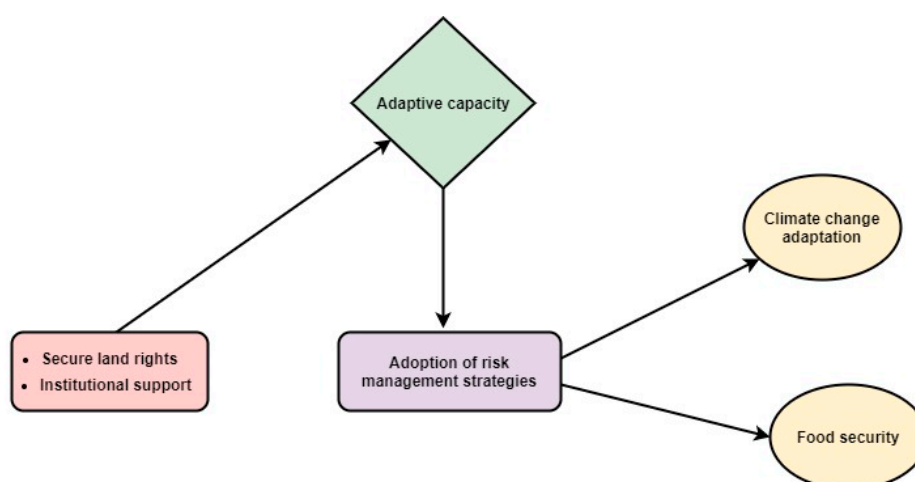 Adaptive capacity
Climate change
adaptation
• Secure land rights
• Institutional support
Adoption of risk
management strategies
Food security